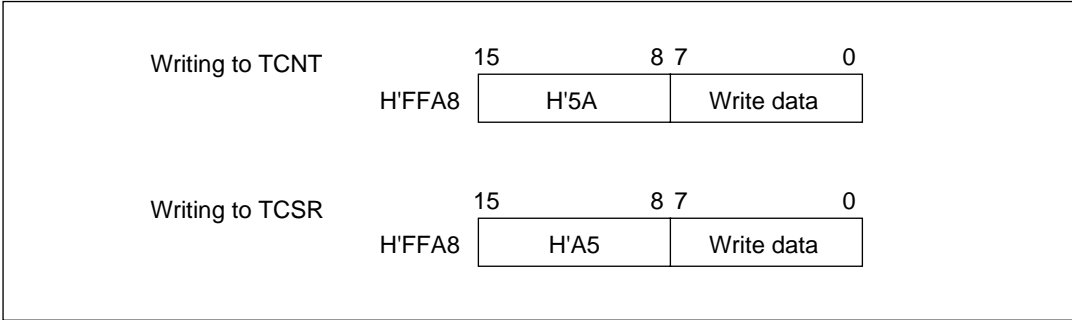 Writing to TCNT
15 8 7 0
H'FFA8 H'5A Write data
Writing to TCSR
15 8 7 0
H'FFA8 H'A5 Write data